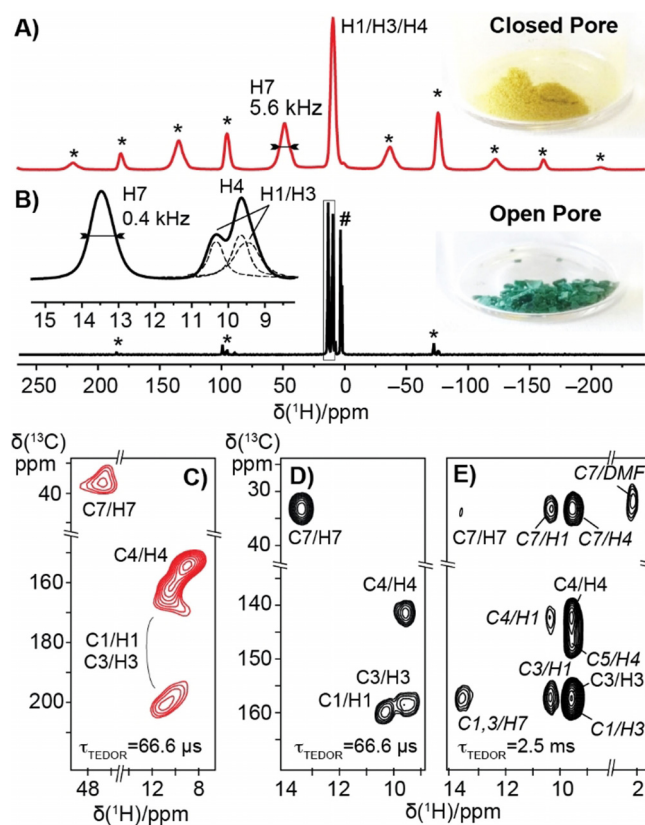 A)
H1/H3/H4
Closed Pore
H7
5.6 kHz
* * * * * * * * *
B)
H7
0.4 kHz
H4
H1/H3
#
Open Pore
15 14 13 12 11 10 9
* * *
250 200 150 100 50 0 −50 −100 −150 −200
δ(¹H)/ppm
δ(¹³C)
ppm
C)
40
C7/H7
C4/H4
160
C1/H1
C3/H3
180
200
τTEDOR=66.6 µs
48 12 8
δ(¹H)/ppm
D)
30
40
C7/H7
C4/H4
140
C3/H3
150
C1/H1
160
τTEDOR=66.6 µs
14 12 10
δ(¹H)/ppm
E)
C7/DMF
C7/H7
C7/H1
C7/H4
C4/H4
C4/H1
C5/H4
C3/H1
C3/H3
C1,3/H7
C1/H3
τTEDOR=2.5 ms
14 12 10 8 2
δ(¹H)/ppm